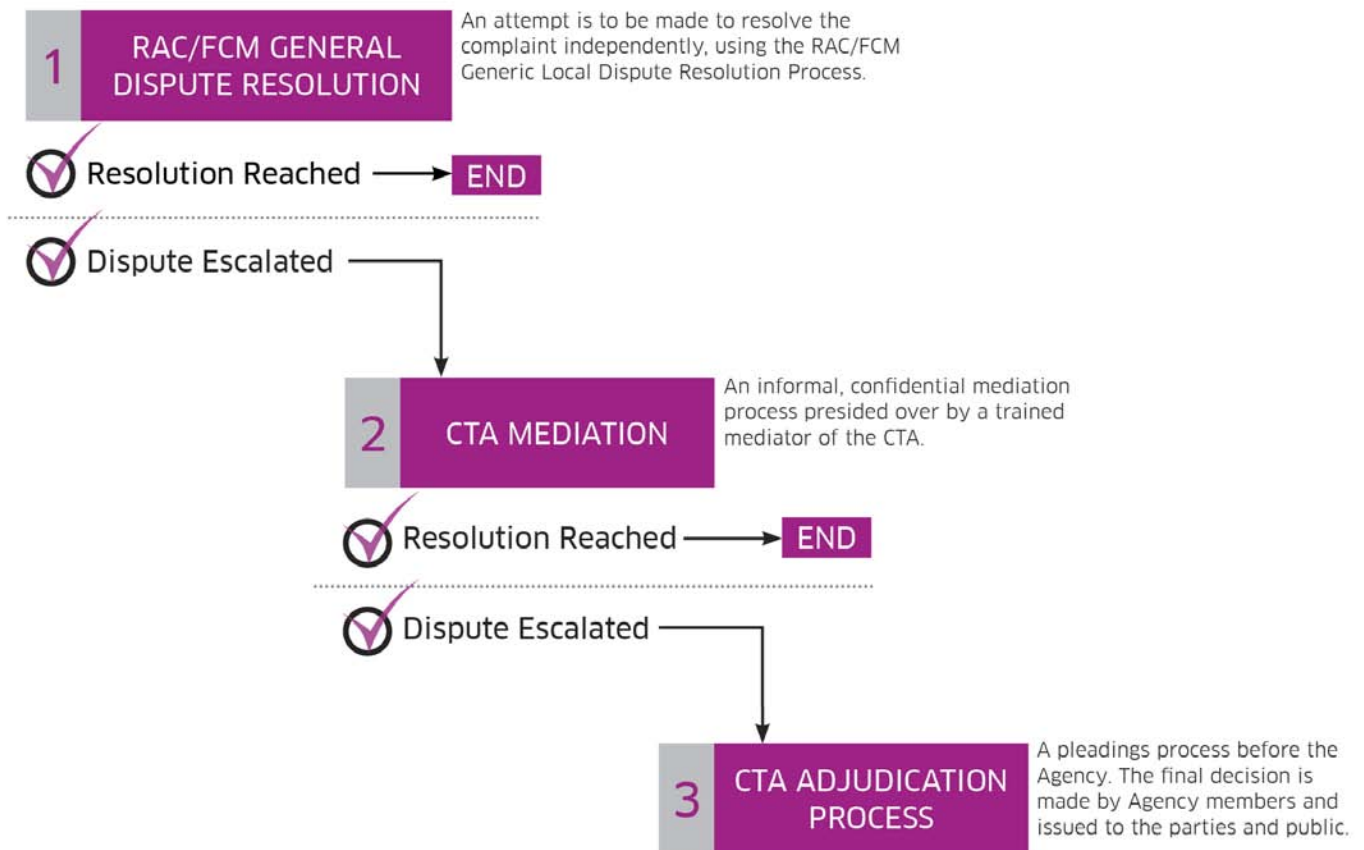 1
RAC/FCM GENERAL
DISPUTE RESOLUTION
An attempt is to be made to resolve the
complaint independently, using the RAC/FCM
Generic Local Dispute Resolution Process.
Resolution Reached
END
Dispute Escalated
2
CTA MEDIATION
An informal, confidential mediation
process presided over by a trained
mediator of the CTA.
Resolution Reached
END
Dispute Escalated
3
CTA ADJUDICATION
PROCESS
A pleadings process before the
Agency. The final decision is
made by Agency members and
issued to the parties and public.